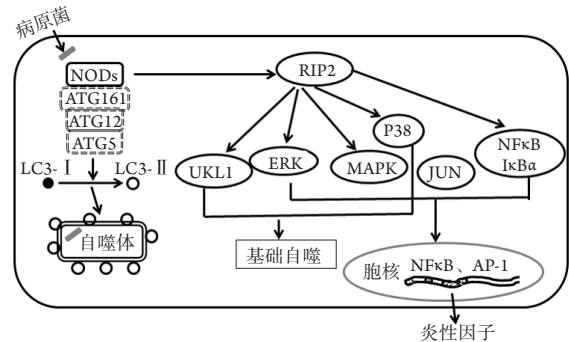 病原菌
NODs
ATG161
ATG12
ATG5
LC3-Ⅰ
LC3-Ⅱ
自噬体
RIP2
UKL1
ERK
MAPK
P38
JUN
NFκB
IκBα
基础自噬
胞核
NFκB、AP-1
炎性因子